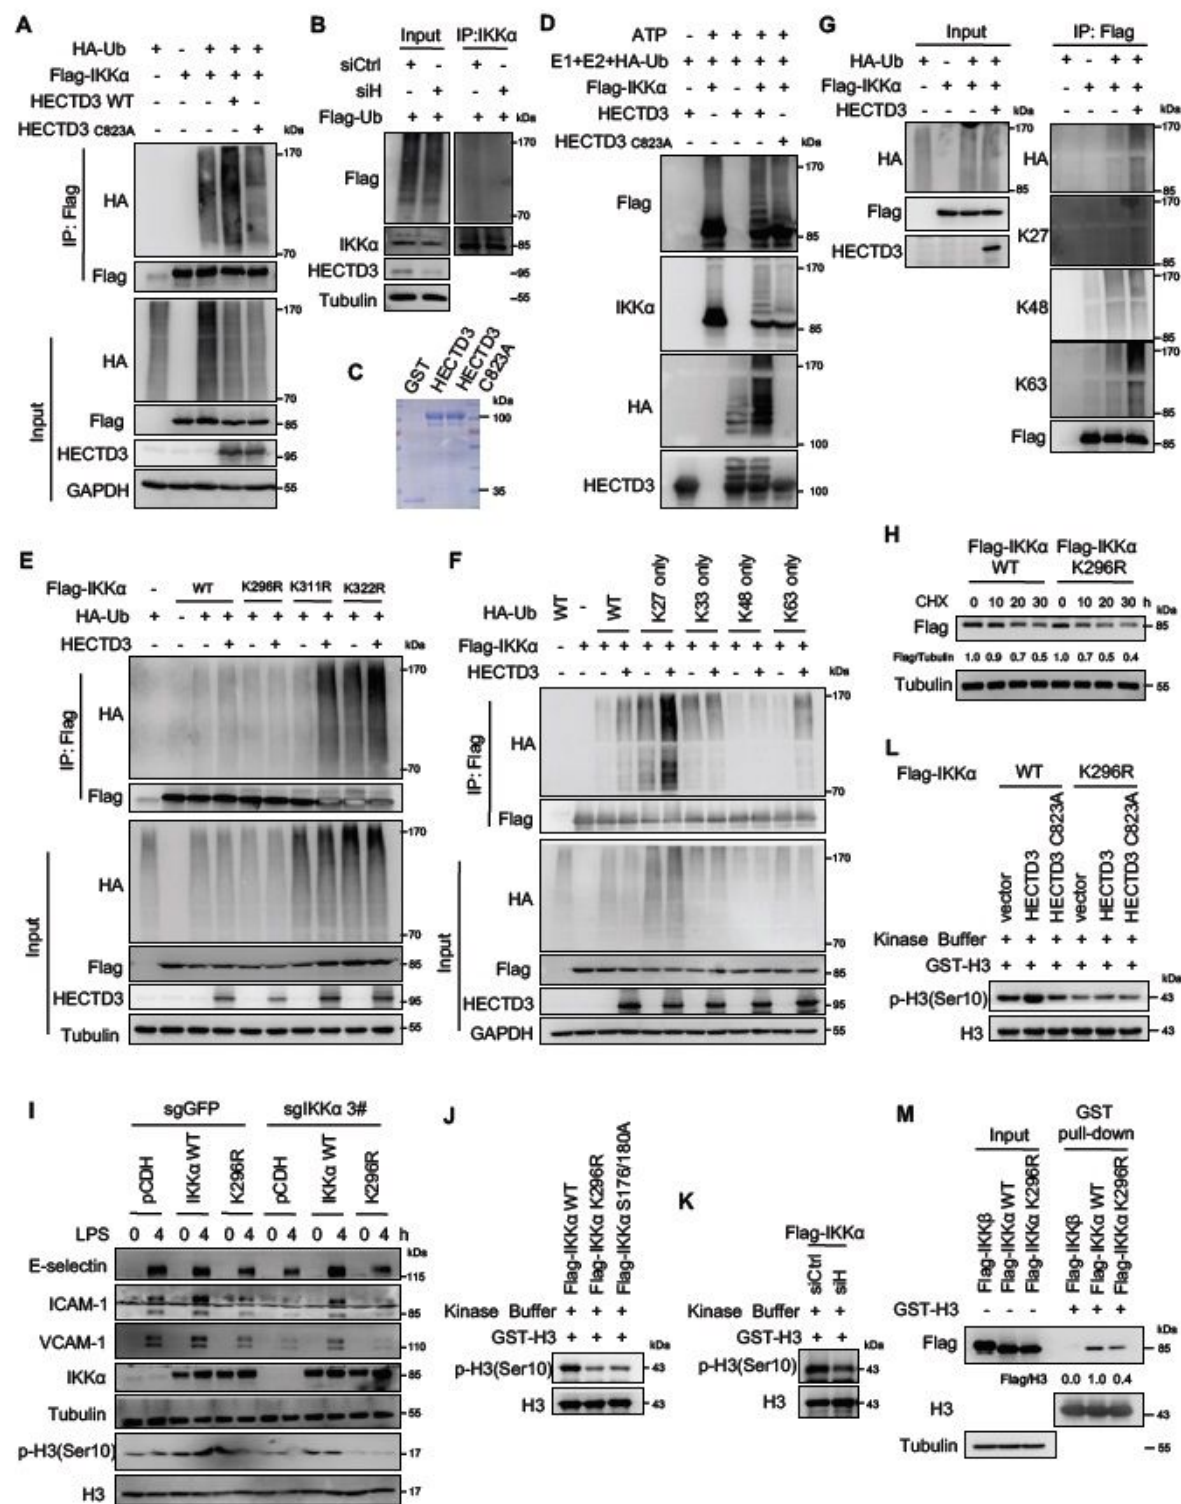 A
HA-Ub + - + + +
Flag-IKKα - + + + +
HECTD3 WT +
HECTD3 C823A + kDa
IP: Flag
HA
170
70
Flag
Input
HA
170
70
Flag 85
HECTD3 95
GAPDH 55
B
Input IP:IKKα
siCtrl + - +
siH - + - +
Flag-Ub + + + + kDa
Flag
170
70
IKKα 85
HECTD3 95
Tubulin 55
C
GST
HECTD3
HECTD3 C823A
kDa
100
35
D
ATP - + + + +
E1+E2+HA-Ub + + + + +
Flag-IKKα - + - + +
HECTD3 + - + +
HECTD3 C823A + kDa
Flag
170
85
IKKα
170
85
HA
170
100
HECTD3 100
G
Input
IP: Flag
HA-Ub + - + + + - + +
Flag-IKKα - + + + - + + +
HECTD3 + + kDa
HA
170
85
Flag
HECTD3
HA
170
85
K27
170
85
K48
170
85
K63
170
85
Flag 85
E
Flag-IKKα - WT K296R K311R K322R
HA-Ub + - + + + + + + + +
HECTD3 - - - + - + - + - + kDa
IP: Flag
HA
170
70
Flag
Input
HA
170
70
Flag 85
HECTD3 95
Tubulin 55
F
HA-Ub WT - WT K27 only K33 only K48 only K63 only
Flag-IKKα - + + + + + + + + + + +
HECTD3 - - - + - + - + - + - + kDa
IP: Flag
HA
170
70
Flag
Input
HA
170
70
Flag 85
HECTD3 95
GAPDH 55
H
Flag-IKKα WT Flag-IKKα K296R
CHX 0 10 20 30 0 10 20 30 h
kDa
Flag 85
Flag/Tubulin 1.0 0.9 0.7 0.5 1.0 0.7 0.5 0.4
Tubulin 55
L
Flag-IKKα WT K296R
vector
HECTD3
HECTD3 C823A
vector
HECTD3
HECTD3 C823A
Kinase Buffer + + + + + +
GST-H3 + + + + + +
kDa
p-H3(Ser10) 43
H3 43
I
sgGFP sgIKKα 3#
pCDH
IKKα WT
K296R
pCDH
IKKα WT
K296R
LPS 0 4 0 4 0 4 0 4 0 4 0 4 h
kDa
E-selectin 115
ICAM-1 85
VCAM-1 110
IKKα 85
Tubulin 55
p-H3(Ser10) 17
H3 17
J
Flag-IKKα WT
Flag-IKKα K296R
Flag-IKKα S176/180A
Kinase Buffer + + +
GST-H3 + + +
kDa
p-H3(Ser10) 43
H3 43
K
Flag-IKKα
siCtrl
siH
Kinase Buffer + +
GST-H3 + +
kDa
p-H3(Ser10) 43
H3 43
M
Input
GST pull-down
Flag-IKKβ
Flag-IKKα WT
Flag-IKKα K296R
Flag-IKKβ
Flag-IKKα WT
Flag-IKKα K296R
GST-H3 - - - + + +
kDa
Flag 85
Flag/H3 0.0 1.0 0.4
H3 43
Tubulin 55